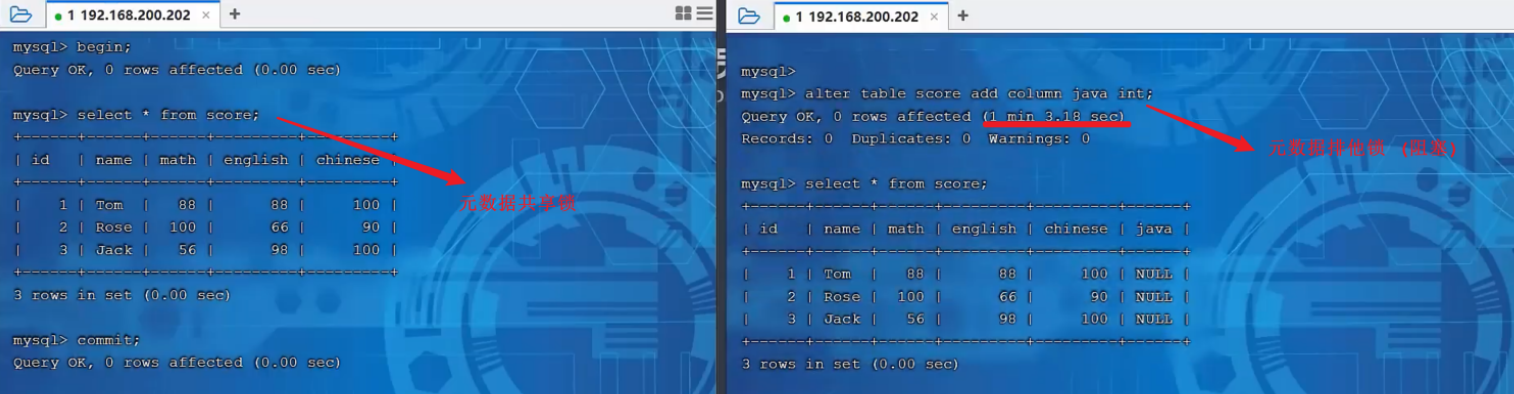 1 192.168.200.202 × +
mysql> begin;
Query OK, 0 rows affected (0.00 sec)
mysql> select * from score;
+------+------+------+---------+---------+
| id | name | math | english | chinese |
+------+------+------+---------+---------+
| 1 | Tom | 88 | 88 | 100 |
| 2 | Rose | 100 | 66 | 90 |
| 3 | Jack | 56 | 98 | 100 |
+------+------+------+---------+---------+
元数据共享锁
3 rows in set (0.00 sec)
mysql> commit;
Query OK, 0 rows affected (0.00 sec)
1 192.168.200.202 × +
mysql>
mysql> alter table score add column java int;
Query OK, 0 rows affected (1 min 3.18 sec)
Records: 0 Duplicates: 0 Warnings: 0
元数据排他锁（阻塞）
mysql> select * from score;
+------+------+------+---------+---------+------+
| id | name | math | english | chinese | java |
+------+------+------+---------+---------+------+
| 1 | Tom | 88 | 88 | 100 | NULL |
| 2 | Rose | 100 | 66 | 90 | NULL |
| 3 | Jack | 56 | 98 | 100 | NULL |
+------+------+------+---------+---------+------+
3 rows in set (0.00 sec)